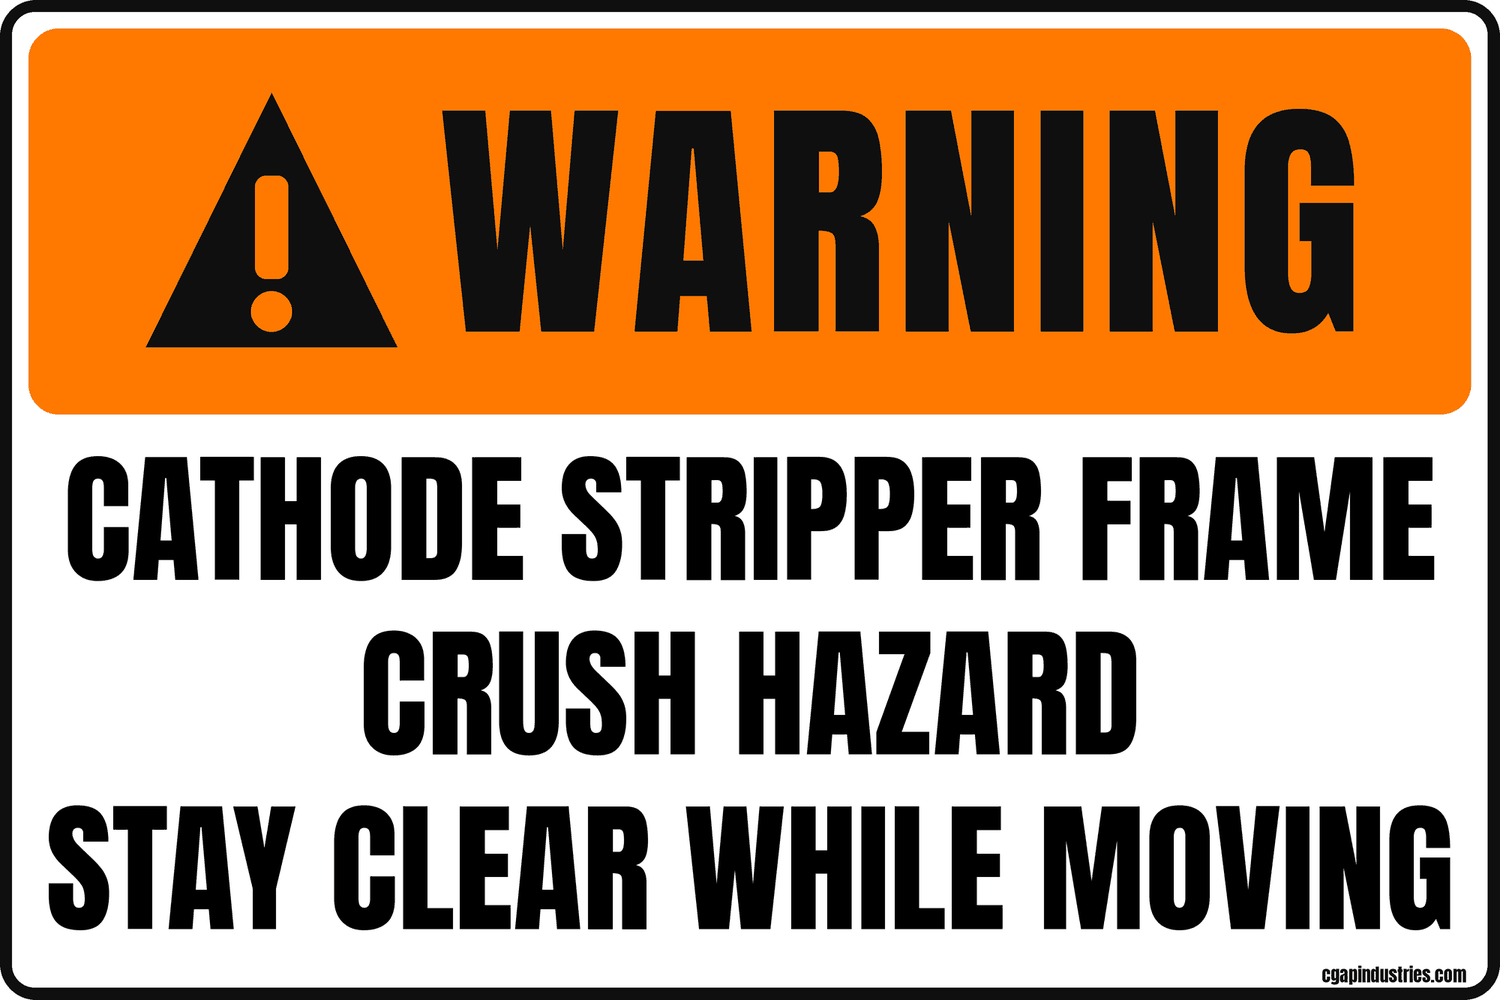 WARNING
CATHODE STRIPPER FRAME
CRUSH HAZARD
STAY CLEAR WHILE MOVING
cgapindustries.com